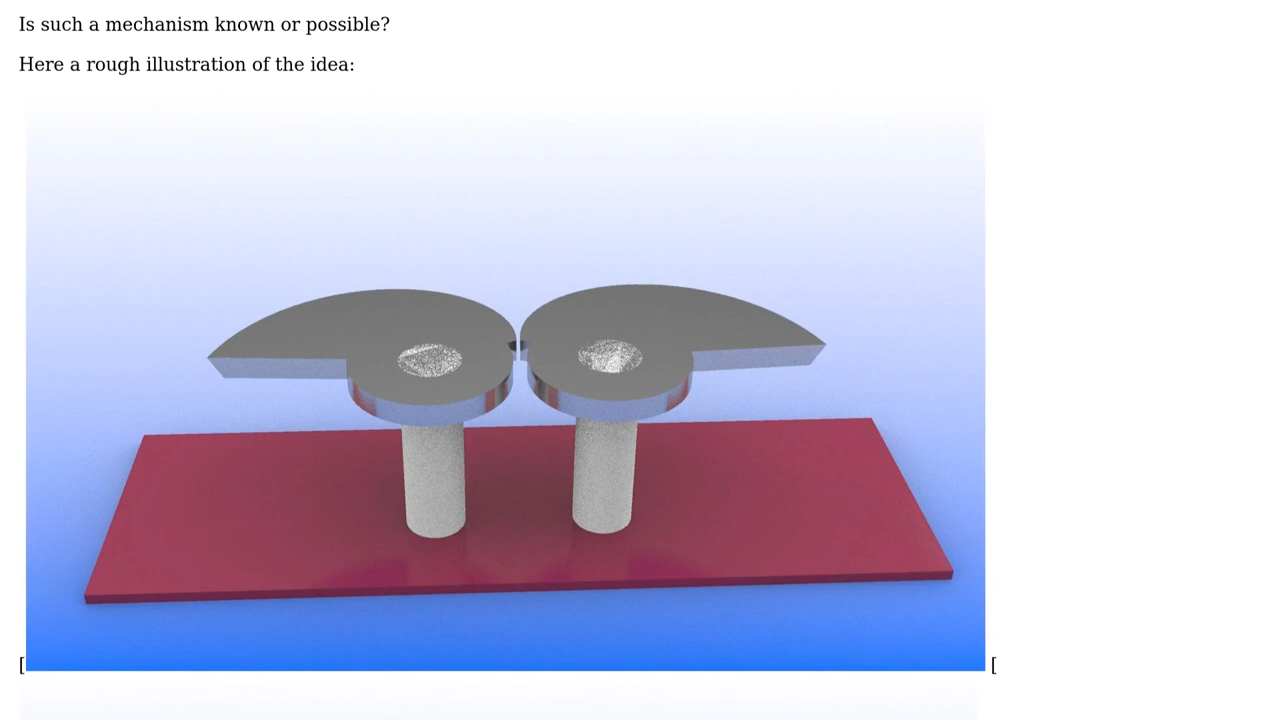 Is such a mechanism known or possible?
Here a rough illustration of the idea:
[ [